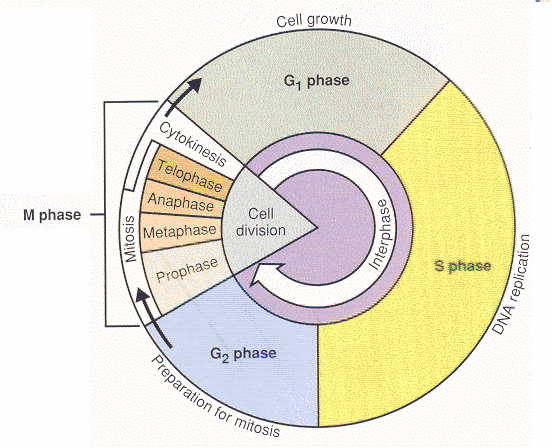 Cell growth
G₁ phase
Cytokinesis
Telophase
Anaphase
Metaphase
Prophase
Mitosis
M phase
Cell
division
Interphase
S phase
DNA replication
G₂ phase
Preparation for mitosis